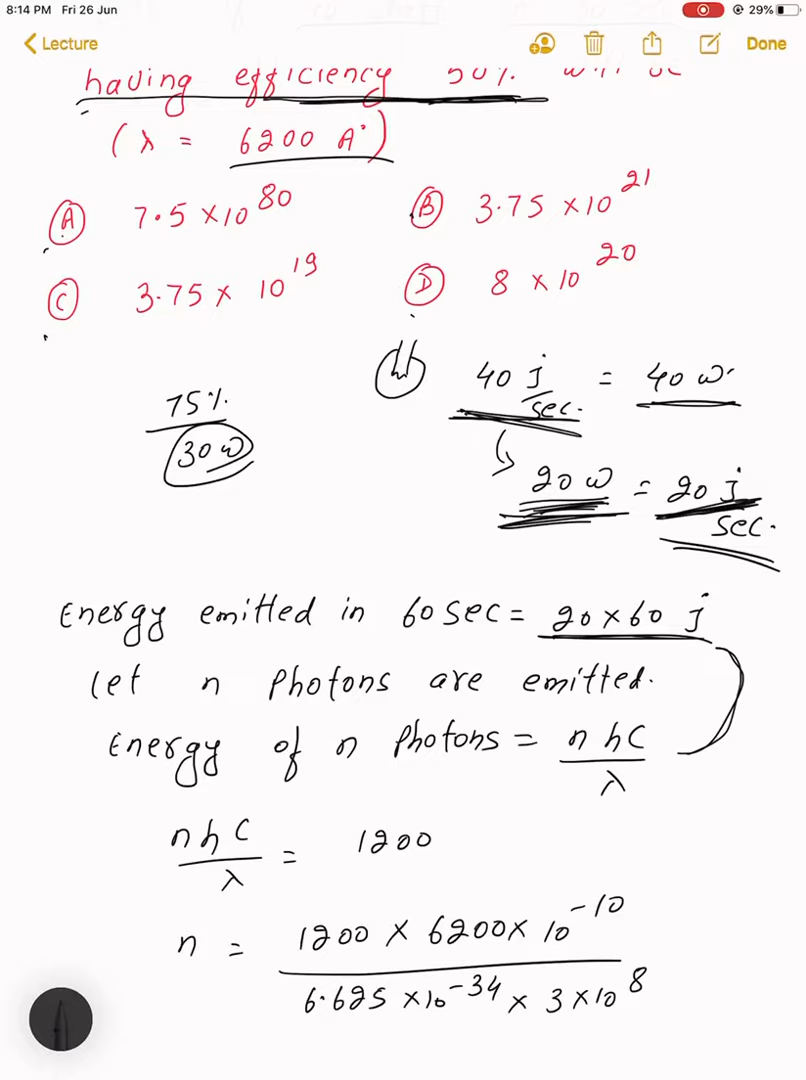 8:14 PM Fri 26 Jun 29%
Lecture Done
having efficiency 50% will be
(λ = 6200 A°)
Ⓐ 7.5 × 10^80 Ⓑ 3.75 × 10^21
Ⓒ 3.75 × 10^19 Ⓓ 8 × 10^20
40 j/sec. = 40 w.
75%
30 w
20 w = 20 j/sec.
Energy emitted in 60 sec = 20 × 60 j
Let n Photons are emitted.
Energy of n Photons = n hC/λ
n h C/λ = 1200
n = 1200 × 6200 × 10^-10 / 6.625 × 10^-34 × 3 × 10^8